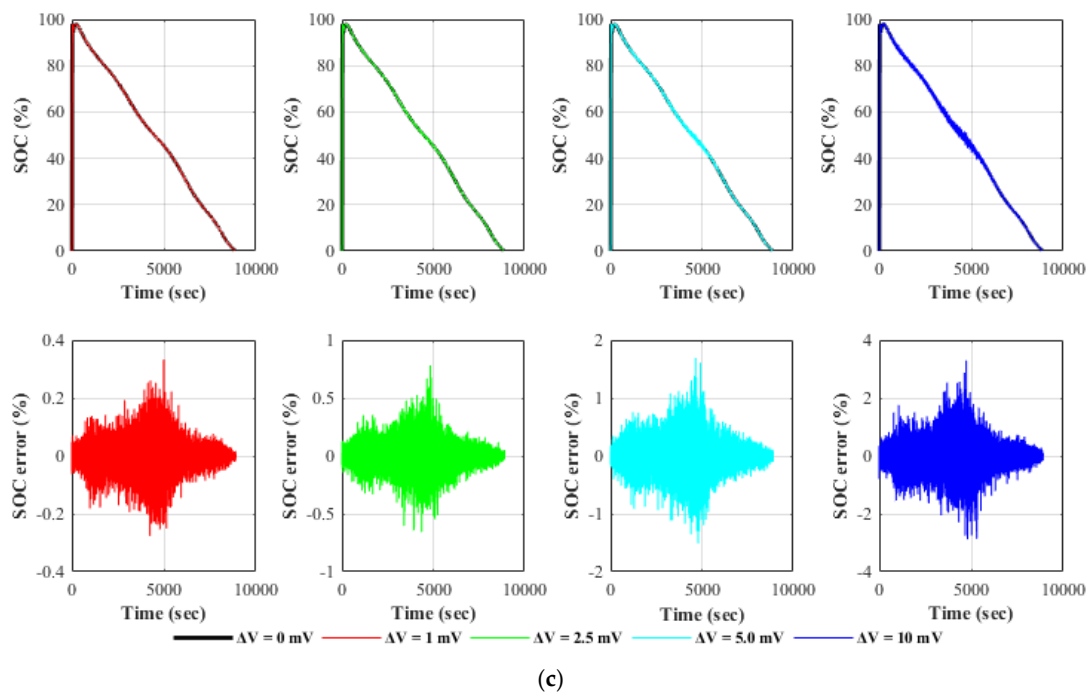 100
80
60
40
20
0
SOC (%)
0 5000 10000
Time (sec)
100
80
60
40
20
0
SOC (%)
0 5000 10000
Time (sec)
100
80
60
40
20
0
SOC (%)
0 5000 10000
Time (sec)
100
80
60
40
20
0
SOC (%)
0 5000 10000
Time (sec)
0.4
0.2
0
-0.2
-0.4
SOC error (%)
0 5000 10000
Time (sec)
1
0.5
0
-0.5
-1
SOC error (%)
0 5000 10000
Time (sec)
2
1
0
-1
-2
SOC error (%)
0 5000 10000
Time (sec)
4
2
0
-2
-4
SOC error (%)
0 5000 10000
Time (sec)
ΔV = 0 mV ΔV = 1 mV ΔV = 2.5 mV ΔV = 5.0 mV ΔV = 10 mV
(c)